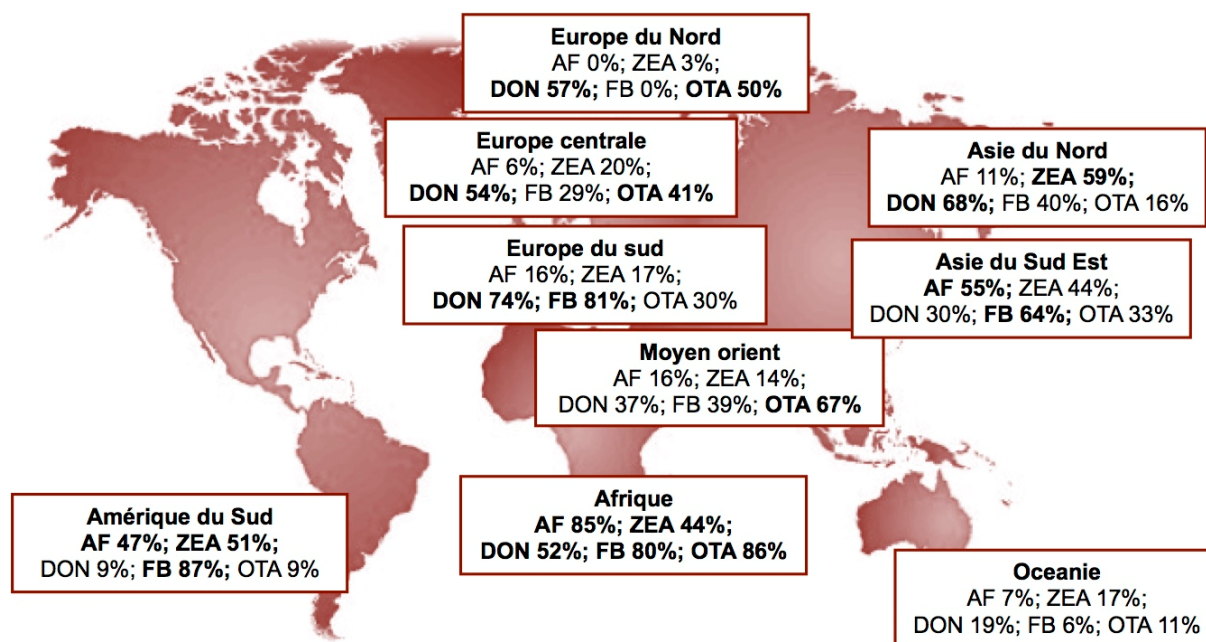 Europe du Nord
AF 0%; ZEA 3%;
DON 57%; FB 0%; OTA 50%
Europe centrale
AF 6%; ZEA 20%;
DON 54%; FB 29%; OTA 41%
Asie du Nord
AF 11%; ZEA 59%;
DON 68%; FB 40%; OTA 16%
Europe du sud
AF 16%; ZEA 17%;
DON 74%; FB 81%; OTA 30%
Asie du Sud Est
AF 55%; ZEA 44%;
DON 30%; FB 64%; OTA 33%
Moyen orient
AF 16%; ZEA 14%;
DON 37%; FB 39%; OTA 67%
Amérique du Sud
AF 47%; ZEA 51%;
DON 9%; FB 87%; OTA 9%
Afrique
AF 85%; ZEA 44%;
DON 52%; FB 80%; OTA 86%
Oceanie
AF 7%; ZEA 17%;
DON 19%; FB 6%; OTA 11%